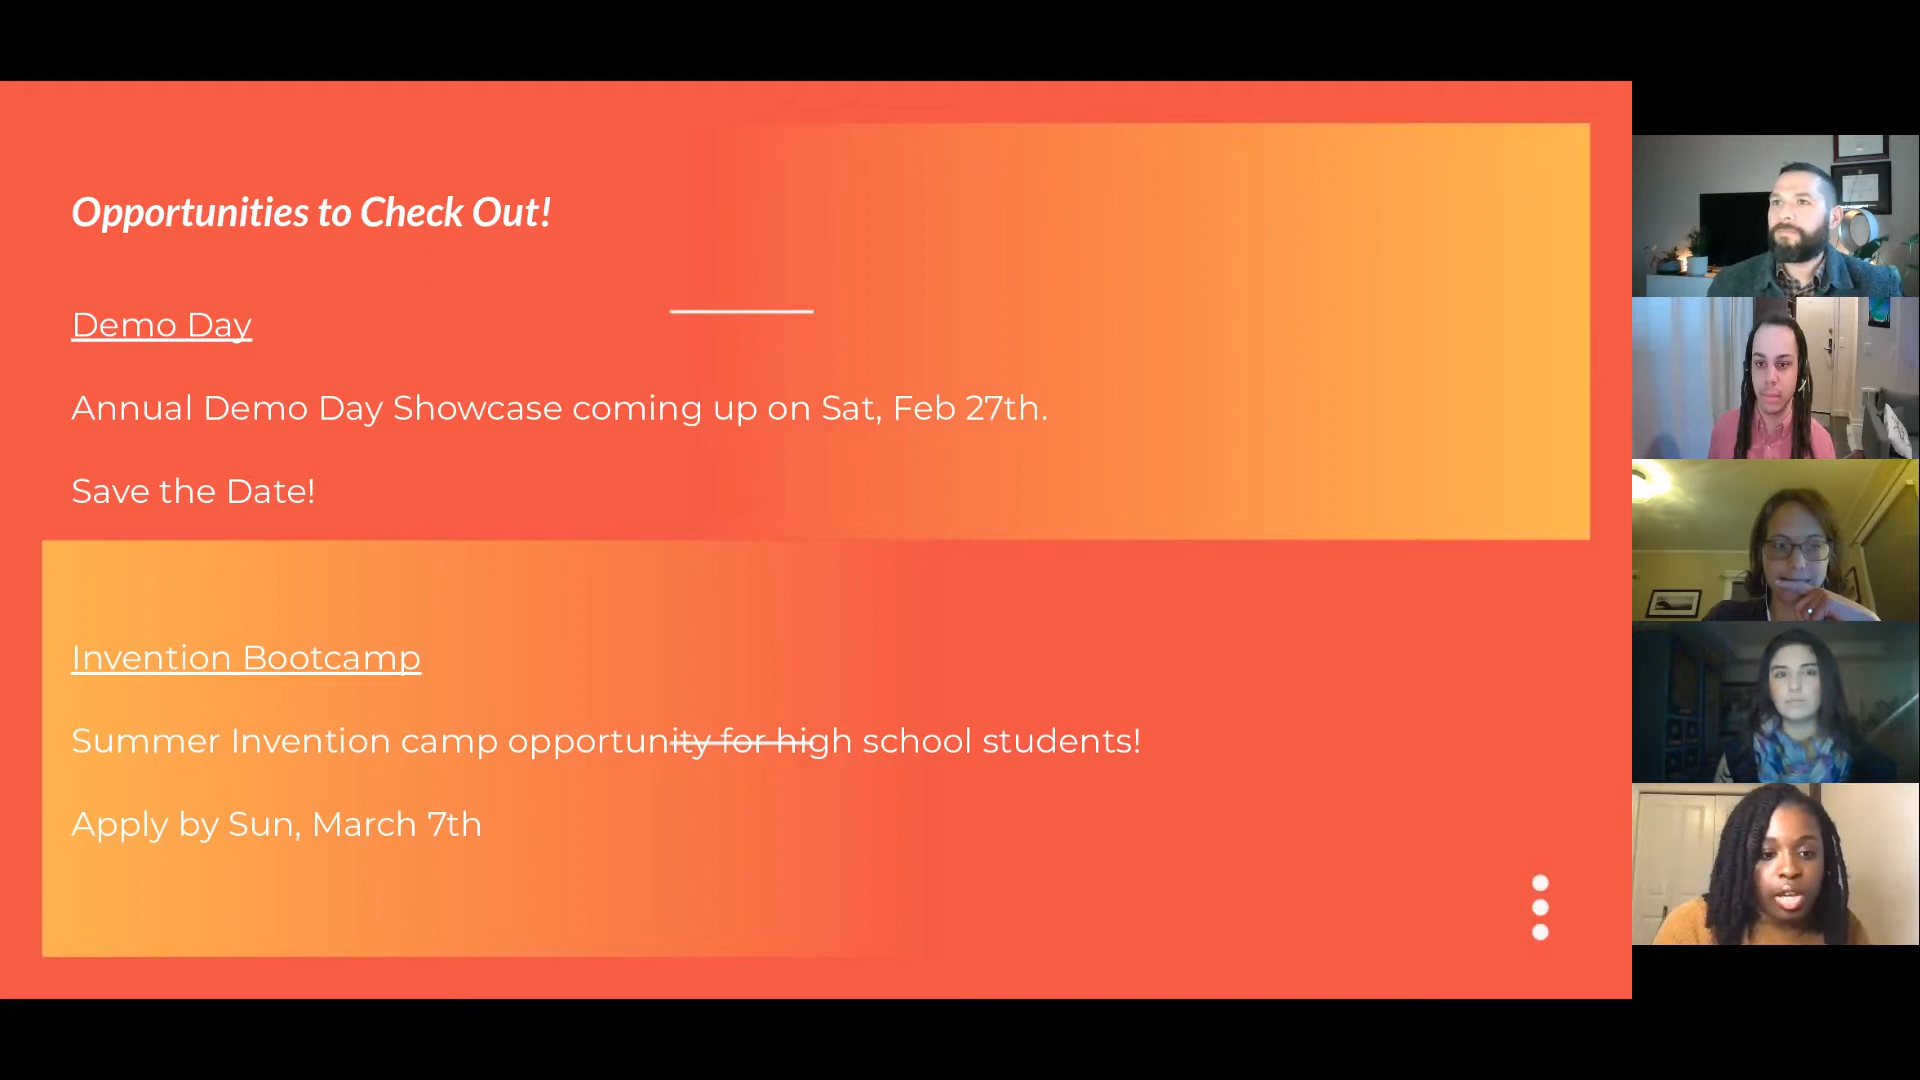 Opportunities to Check Out!
Demo Day
Annual Demo Day Showcase coming up on Sat, Feb 27th.
Save the Date!
Invention Bootcamp
Summer Invention camp opportunity for high school students!
Apply by Sun, March 7th